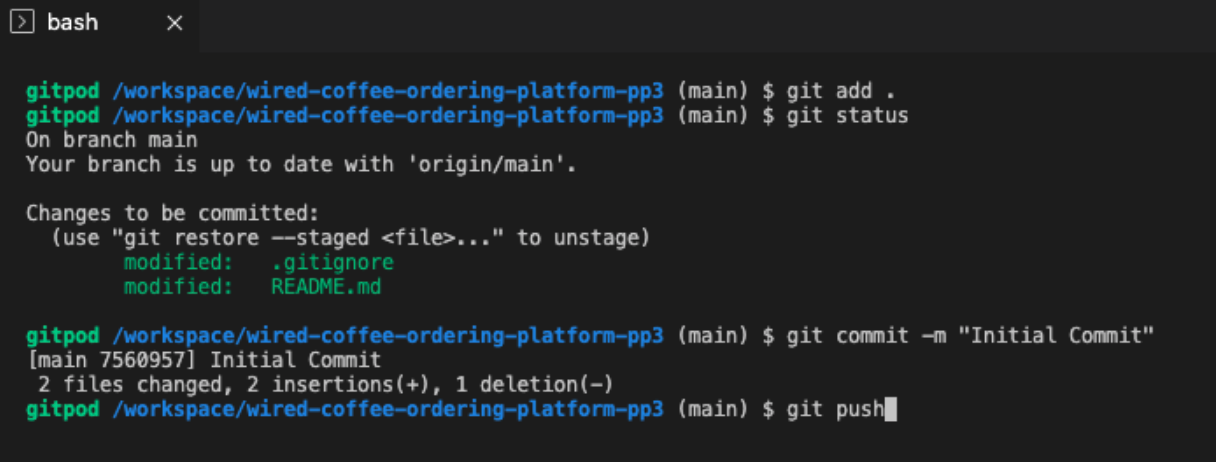 bash
gitpod /workspace/wired-coffee-ordering-platform-pp3 (main) $ git add .
gitpod /workspace/wired-coffee-ordering-platform-pp3 (main) $ git status
On branch main
Your branch is up to date with 'origin/main'.
Changes to be committed:
(use "git restore --staged <file>..." to unstage)
modified: .gitignore
modified: README.md
gitpod /workspace/wired-coffee-ordering-platform-pp3 (main) $ git commit -m "Initial Commit"
[main 7560957] Initial Commit
2 files changed, 2 insertions(+), 1 deletion(-)
gitpod /workspace/wired-coffee-ordering-platform-pp3 (main) $ git push